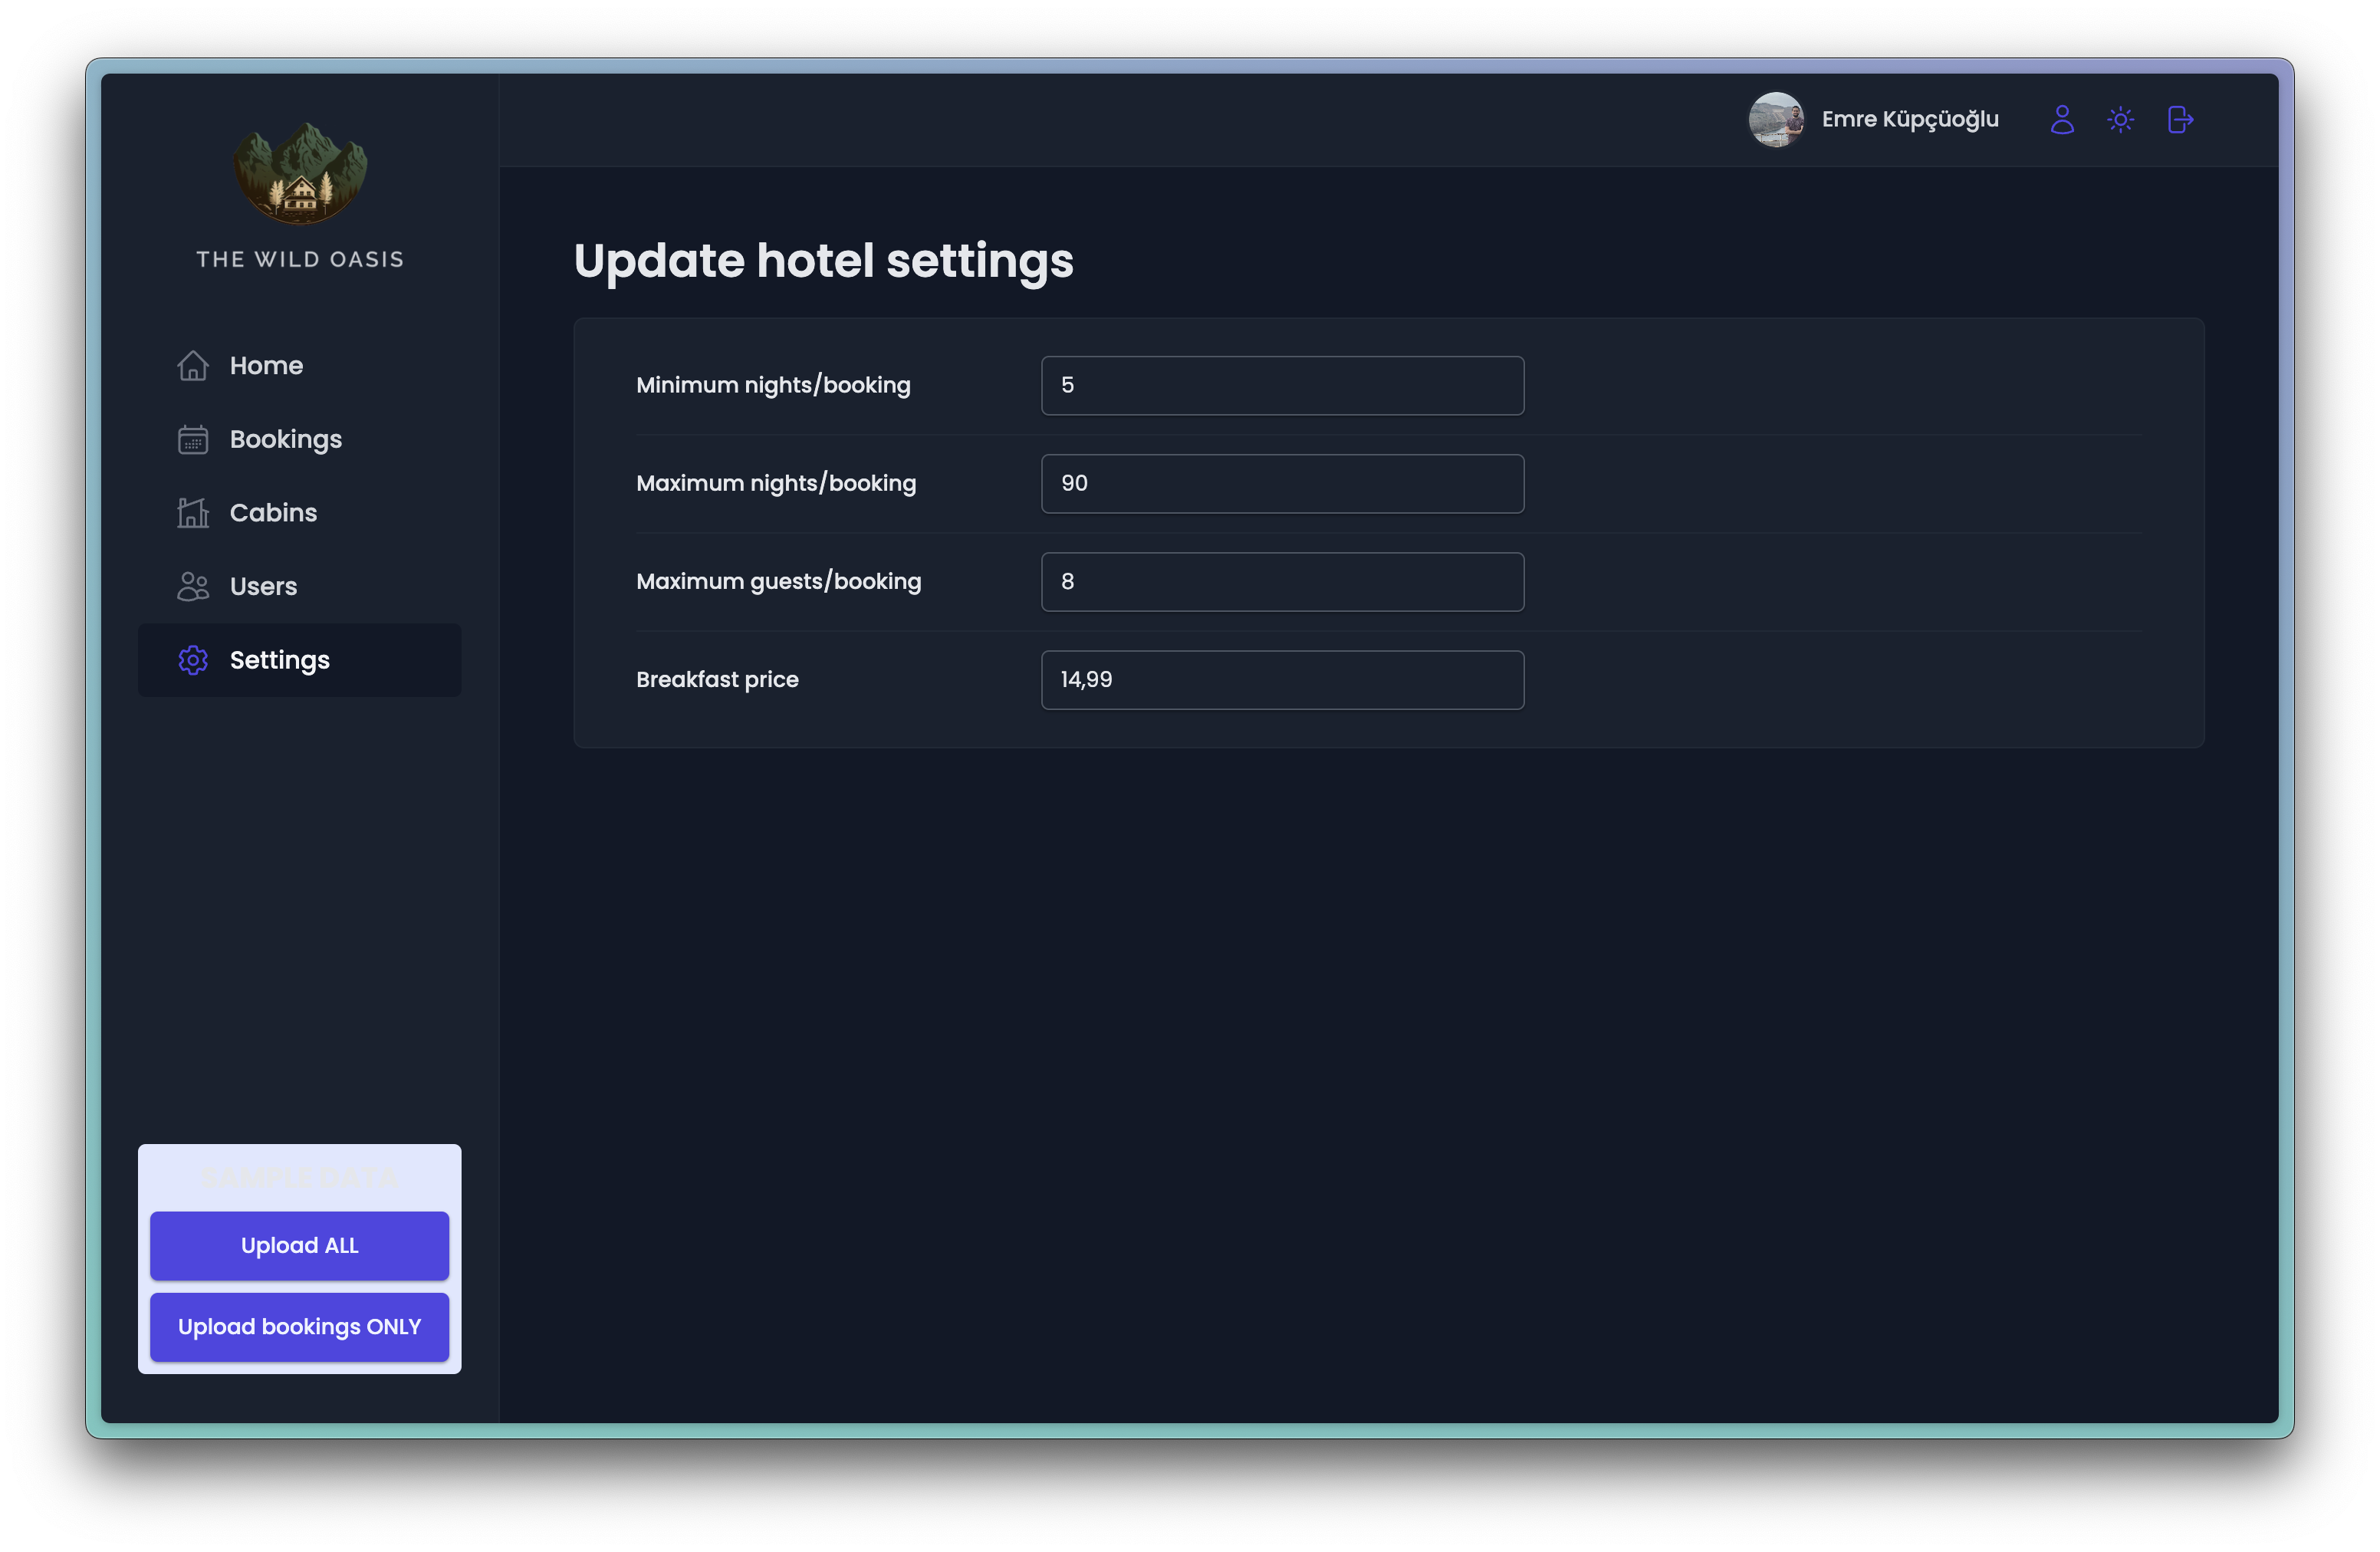 THE WILD OASIS
Home
Bookings
Cabins
Users
Settings
SAMPLE DATA
Upload ALL
Upload bookings ONLY
Emre Küpçüoğlu
Update hotel settings
Minimum nights/booking
5
Maximum nights/booking
90
Maximum guests/booking
8
Breakfast price
14,99